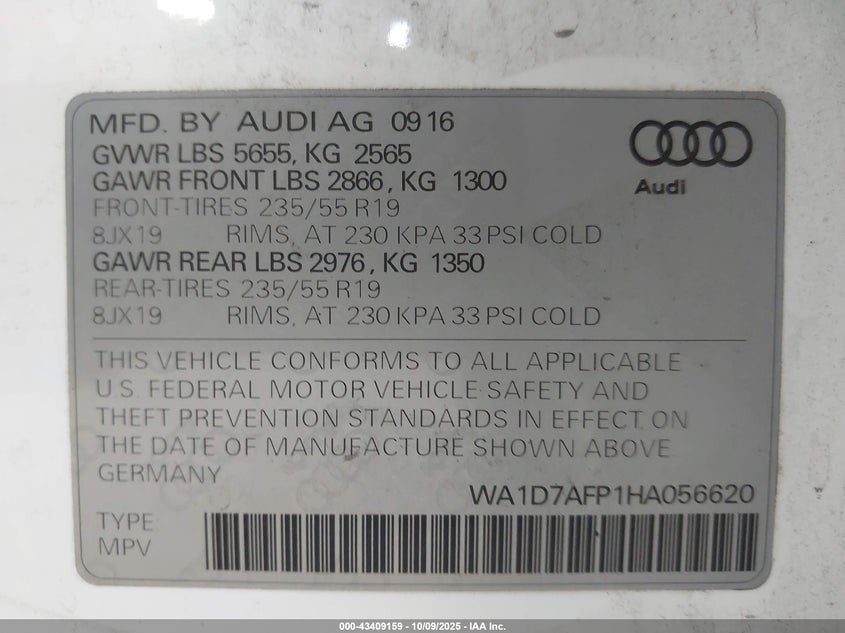 MFD. BY AUDI AG 09 16
GVWR LBS 5655, KG 2565
GAWR FRONT LBS 2866, KG 1300
FRONT-TIRES 235/55 R19
8JX19 RIMS, AT 230 KPA 33 PSI COLD
GAWR REAR LBS 2976, KG 1350
REAR-TIRES 235/55 R19
8JX19 RIMS, AT 230 KPA 33 PSI COLD
Audi
THIS VEHICLE CONFORMS TO ALL APPLICABLE
U.S. FEDERAL MOTOR VEHICLE SAFETY AND
THEFT PREVENTION STANDARDS IN EFFECT ON
THE DATE OF MANUFACTURE SHOWN ABOVE.
GERMANY
WA1D7AFP1HA056620
TYPE
MPV
000-43409159 - 10/09/2025 - IAA Inc.